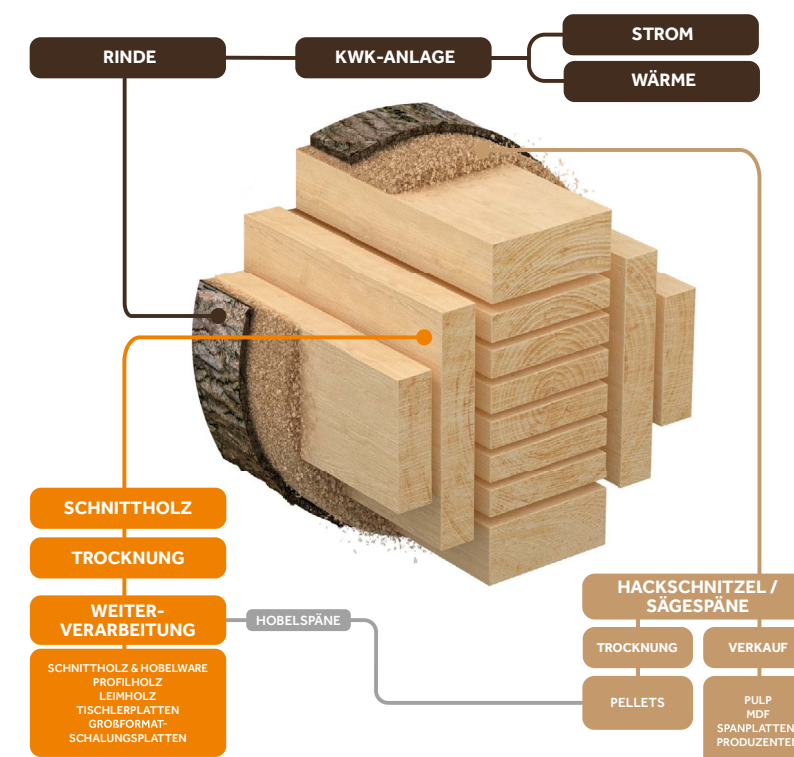 RINDE
KWK-ANLAGE
STROM
WÄRME
SCHNITTHOLZ
TROCKNUNG
WEITER-
VERARBEITUNG
SCHNITTHOLZ & HOBELWARE
PROFILHOLZ
LEIMHOLZ
TISCHLERPLATTEN
GROẞFORMAT-
SCHALUNGSPLATTEN
HOBELSPÄNE
HACKSCHNITZEL /
SÄGESPÄNE
TROCKNUNG
PELLETS
VERKAUF
PULP
MDF
SPANPLATTEN
PRODUZENTEN